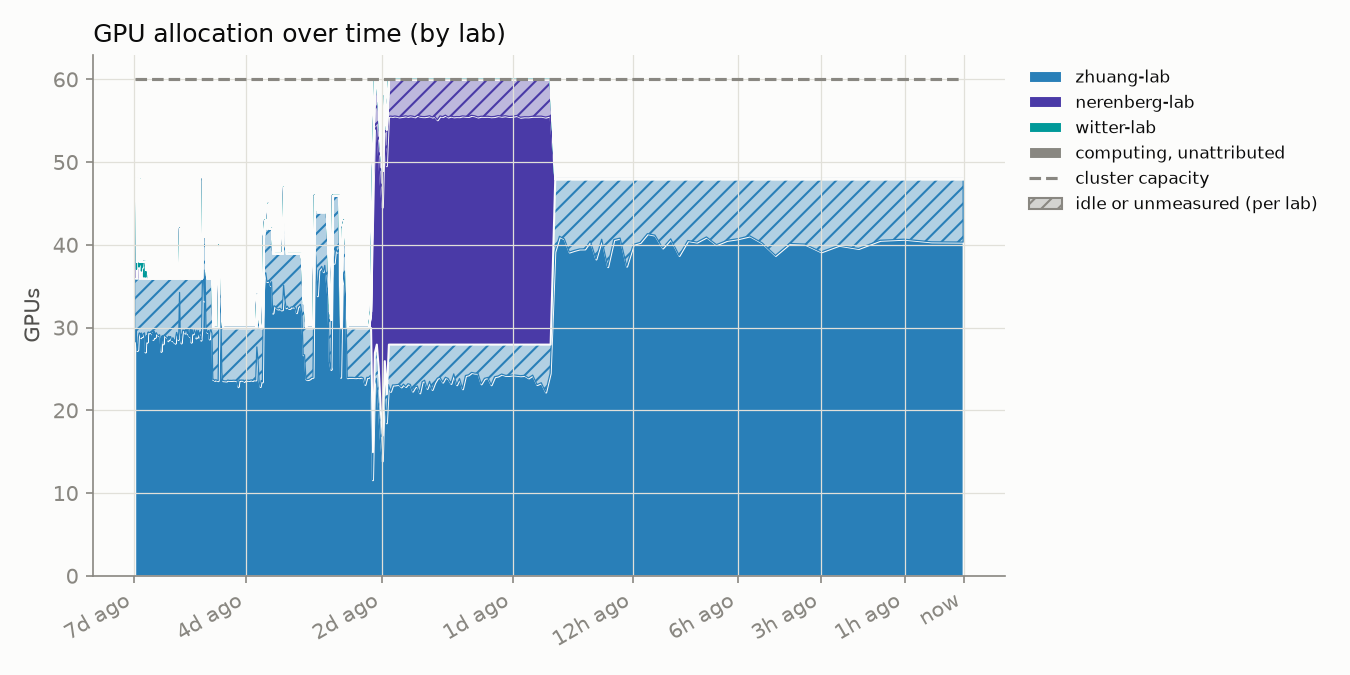 GPU allocation over time (by lab)
GPUs
60
50
40
30
20
10
0
7d ago
4d ago
2d ago
1d ago
12h ago
6h ago
3h ago
1h ago
now
zhuang-lab
nerenberg-lab
witter-lab
computing, unattributed
cluster capacity
idle or unmeasured (per lab)